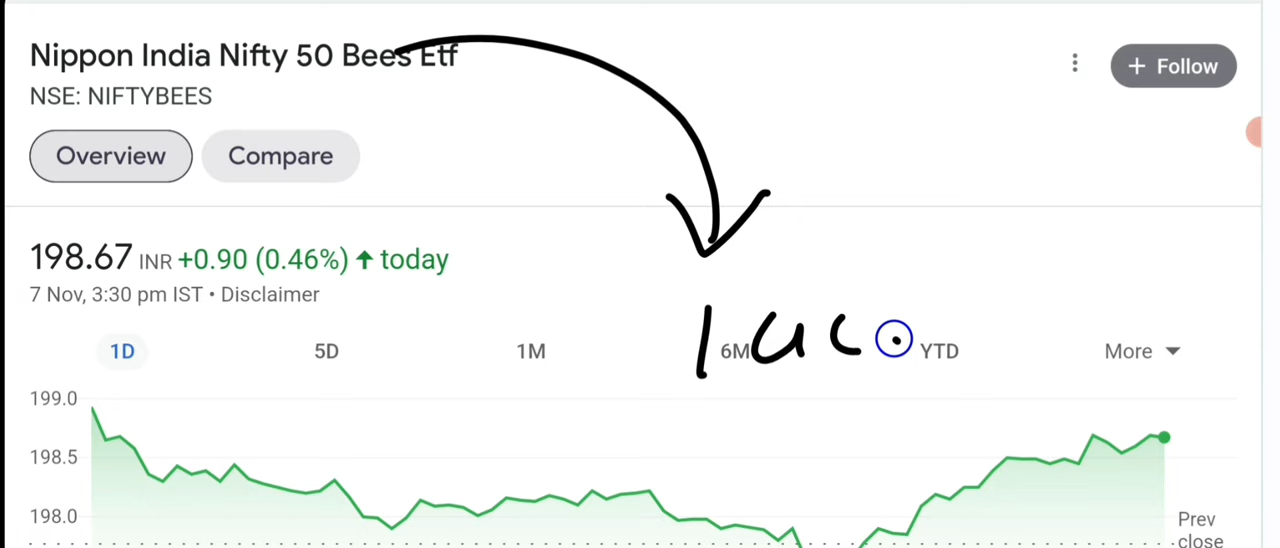 Nippon India Nifty 50 Bees Etf
+ Follow
NSE: NIFTYBEES
Overview Compare
198.67 INR +0.90 (0.46%) ↑ today
7 Nov, 3:30 pm IST • Disclaimer
1D 5D 1M 6M YTD More
199.0
198.5
198.0
Prev
close